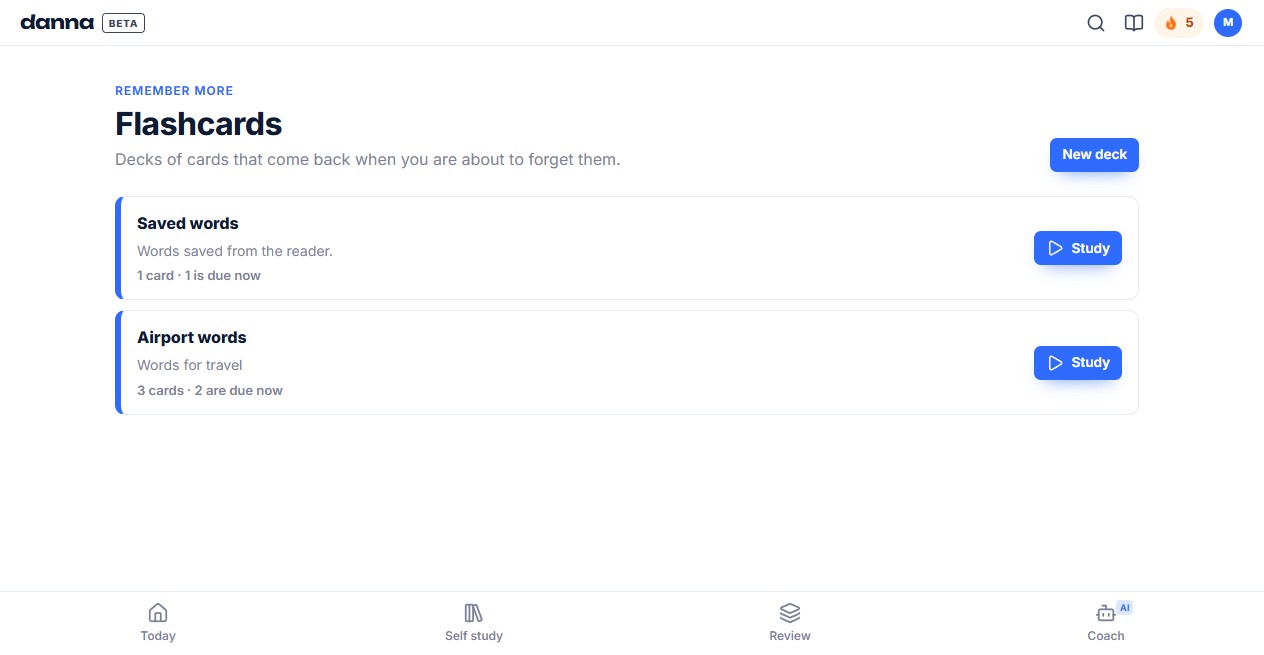 danna BETA
5
M
REMEMBER MORE
Flashcards
Decks of cards that come back when you are about to forget them.
New deck
Saved words
Words saved from the reader.
1 card · 1 is due now
Study
Airport words
Words for travel
3 cards · 2 are due now
Study
Today
Self study
Review
Coach
AI